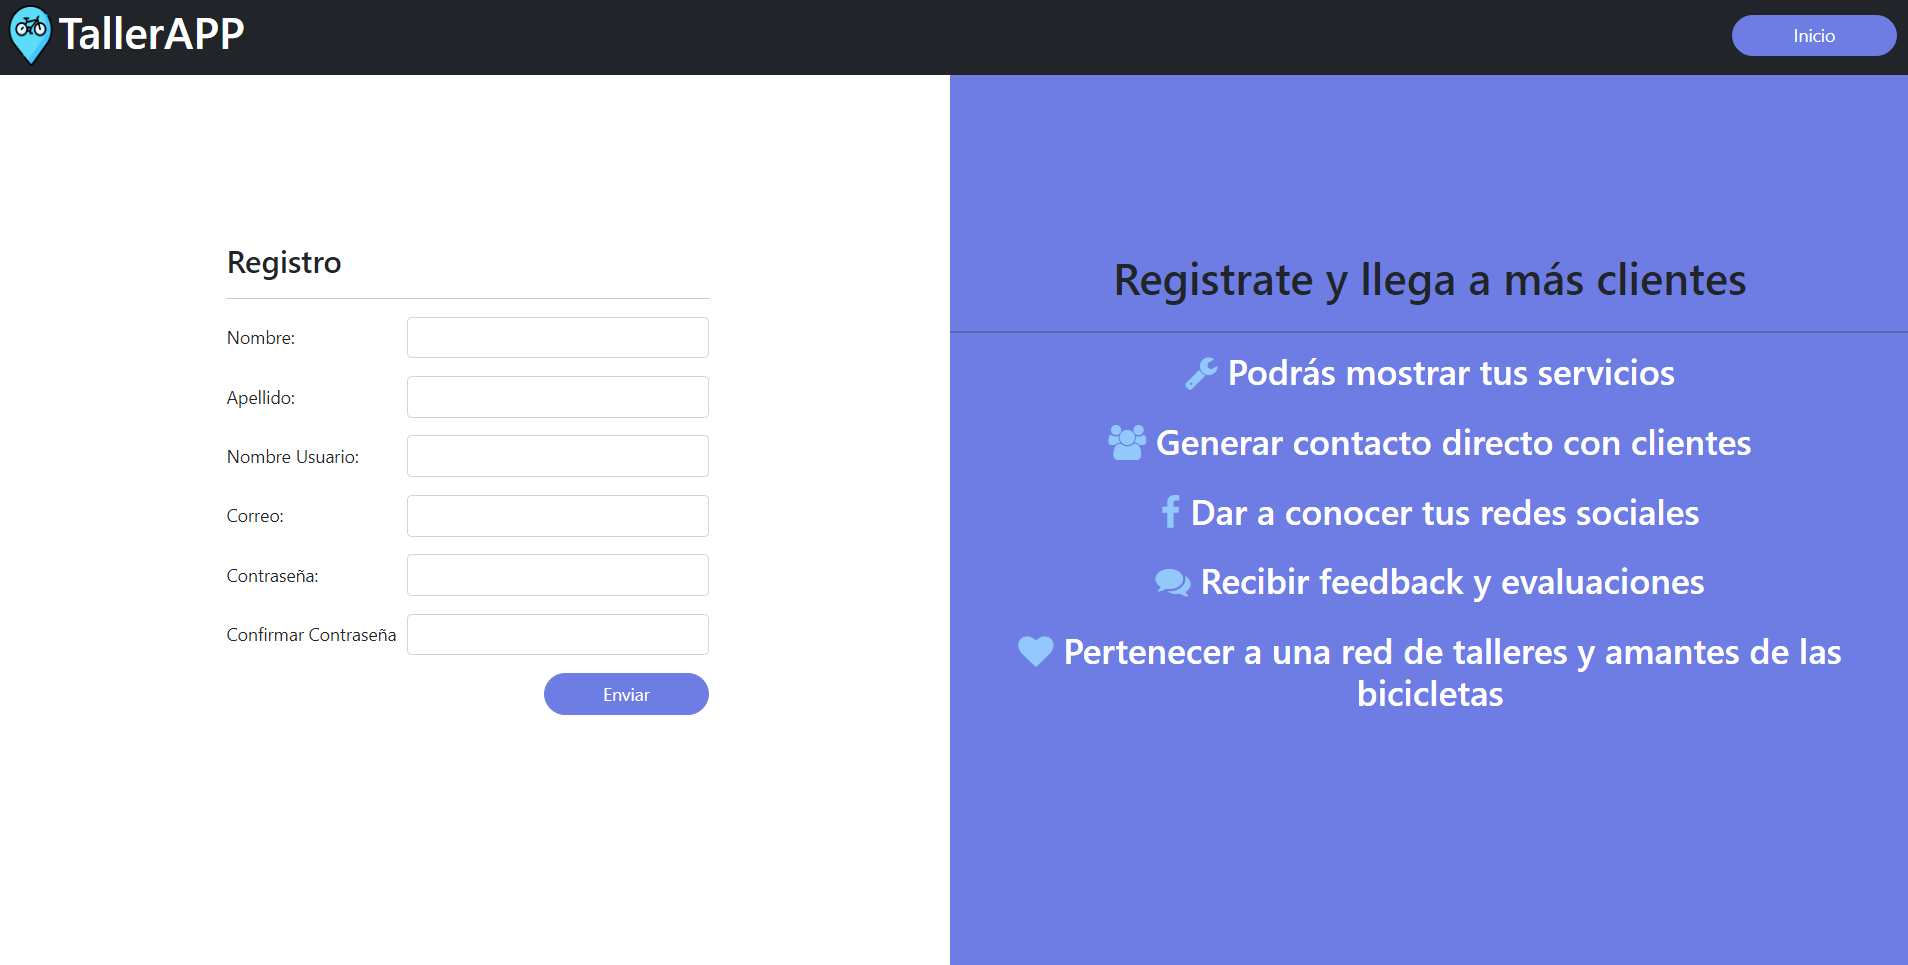 TallerAPP
Inicio
Registro
Nombre:
Apellido:
Nombre Usuario:
Correo:
Contraseña:
Confirmar Contraseña
Enviar
Registrate y llega a más clientes
Podrás mostrar tus servicios
Generar contacto directo con clientes
Dar a conocer tus redes sociales
Recibir feedback y evaluaciones
Pertenecer a una red de talleres y amantes de las
bicicletas